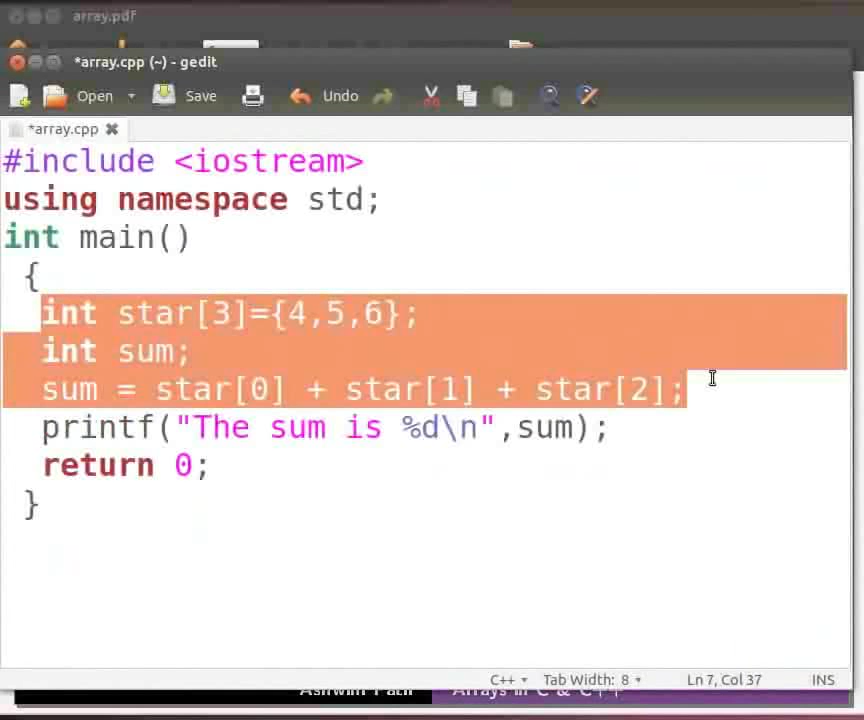 array.pdf
*array.cpp (~) - gedit
Open Save Undo
*array.cpp
#include <iostream>
using namespace std;
int main()
{
int star[3]={4,5,6};
int sum;
sum = star[0] + star[1] + star[2];
printf("The sum is %d\n",sum);
return 0;
}
C++ Tab Width: 8 Ln 7, Col 37 INS
Arrays in C & C++